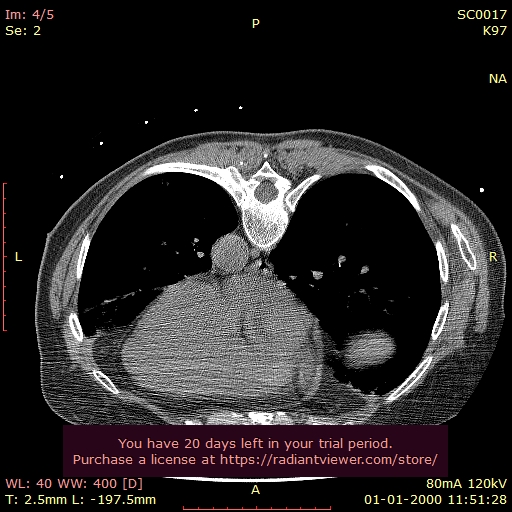 Im: 4/5
Se: 2
P
SC0017
K97
NA
L
R
You have 20 days left in your trial period.
Purchase a license at https://radiantviewer.com/store/
WL: 40 WW: 400 [D]
T: 2.5mm L: -197.5mm
A
80mA 120kV
01-01-2000 11:51:28